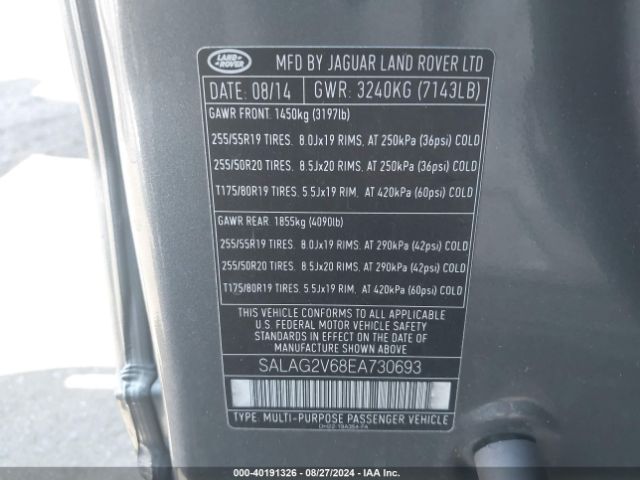 LAND ROVER MFD BY JAGUAR LAND ROVER LTD
DATE: 08/14 GWR: 3240KG (7143LB)
GAWR FRONT. 1450kg (3197lb)
255/55R19 TIRES. 8.0Jx19 RIMS, AT 250kPa (36psi) COLD
255/50R20 TIRES. 8.5Jx20 RIMS, AT 250kPa (36psi) COLD
T175/80R19 TIRES. 5.5Jx19 RIM, AT 420kPa (60psi) COLD
GAWR REAR. 1855kg (4090lb)
255/55R19 TIRES. 8.0Jx19 RIMS, AT 290kPa (42psi) COLD
255/50R20 TIRES. 8.5Jx20 RIMS, AT 290kPa (42psi) COLD
T175/80R19 TIRES. 5.5Jx19 RIM, AT 420kPa (60psi) COLD
THIS VEHICLE CONFORMS TO ALL APPLICABLE
U.S. FEDERAL MOTOR VEHICLE SAFETY
STANDARDS IN EFFECT ON THE DATE OF
MANUFACTURE SHOWN ABOVE.
SALAG2V68EA730693
TYPE: MULTI-PURPOSE PASSENGER VEHICLE
000-40191326 - 08/27/2024 - IAA Inc.